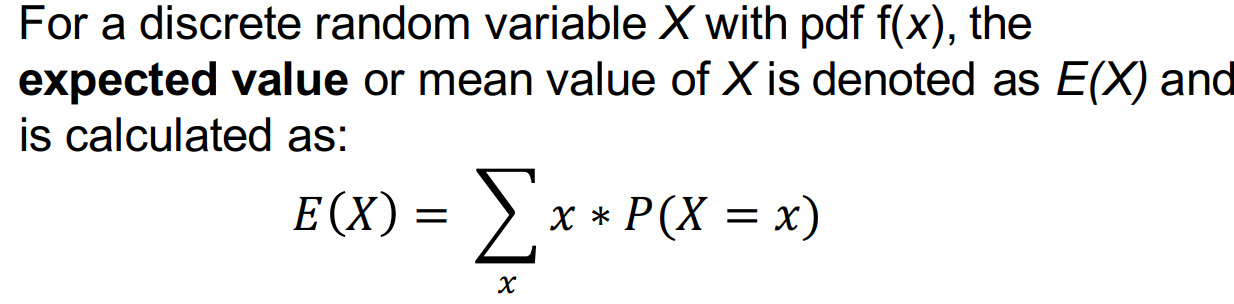 For a discrete random variable X with pdf f(x), the
expected value or mean value of X is denoted as E(X) and
is calculated as:
E(X) = ∑ x * P(X = x)
x